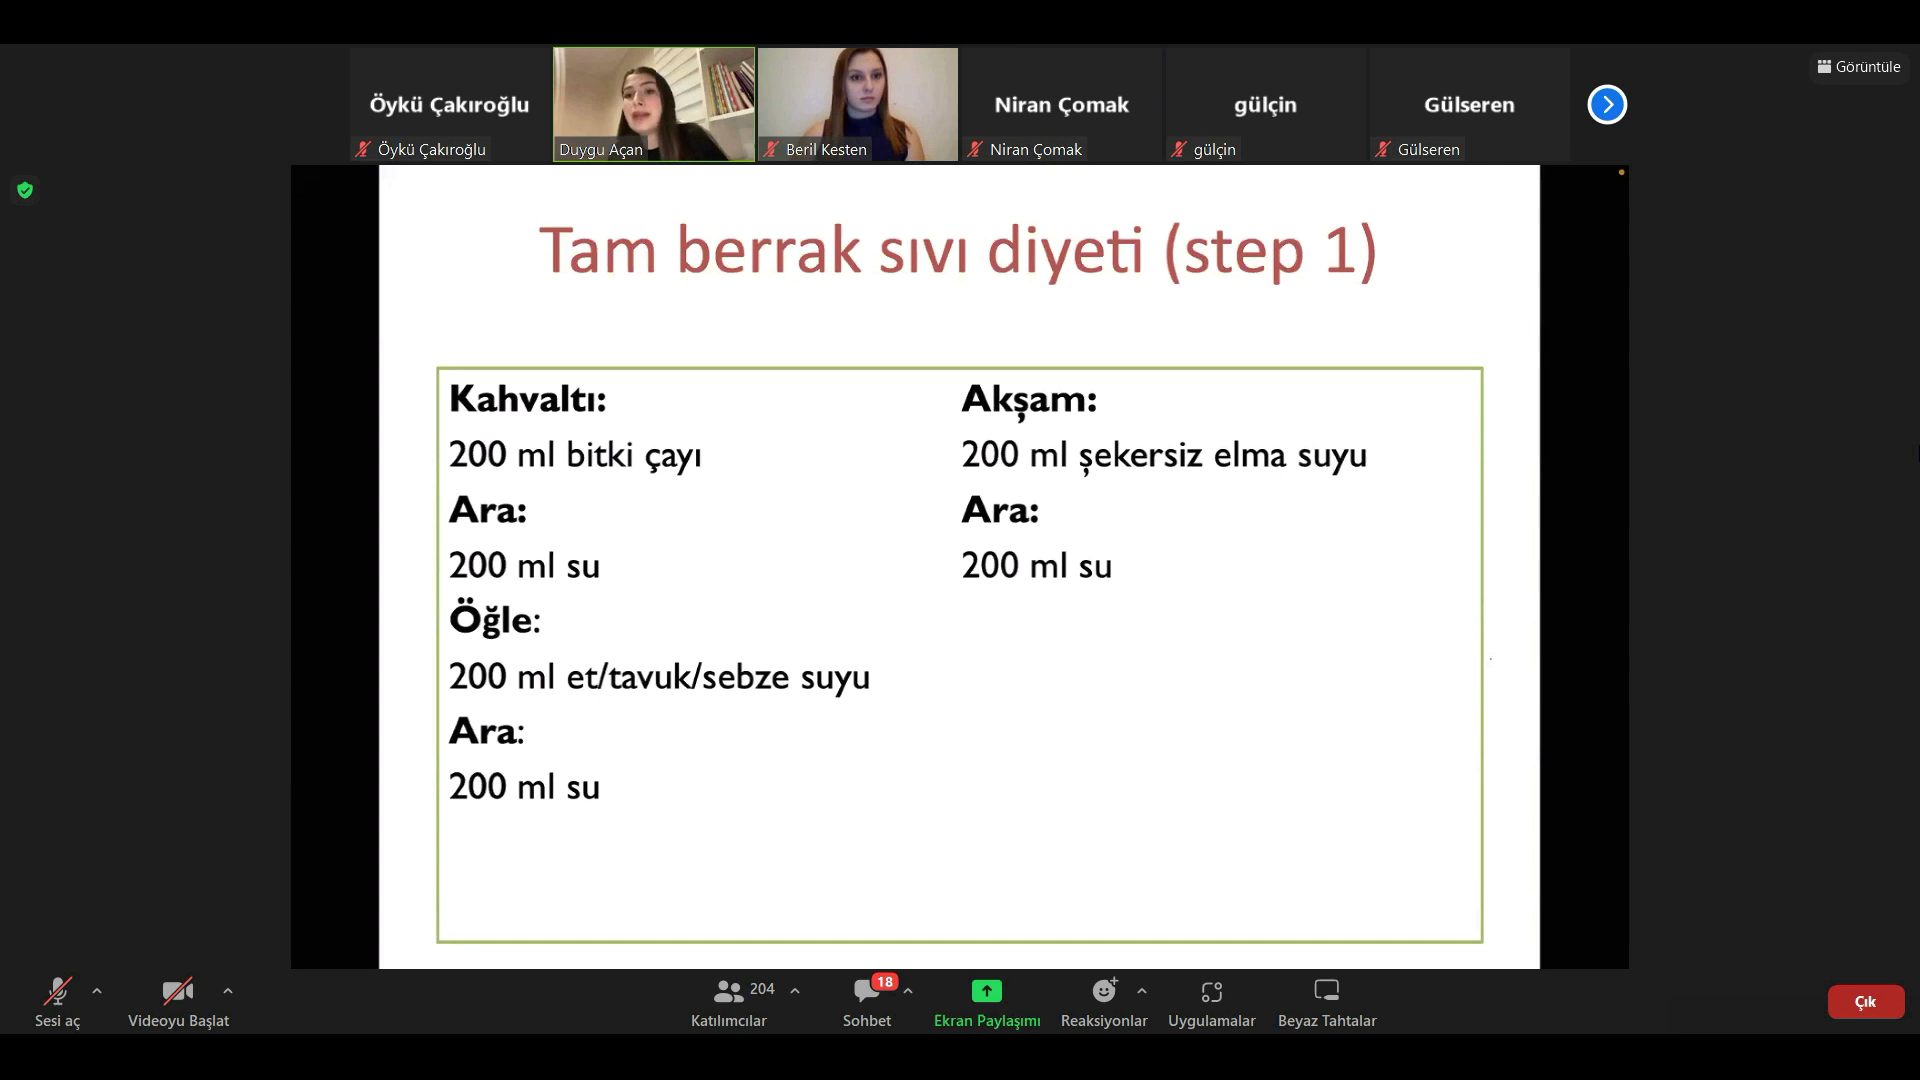 Öykü Çakıroğlu
Niran Çomak
gülçin
Gülseren
Görüntüle
Öykü Çakıroğlu
Duygu Açan
Beril Kesten
Niran Çomak
gülçin
Gülseren
Tam berrak sıvı diyeti (step 1)
Kahvaltı:
200 ml bitki çayı
Ara:
200 ml su
Öğle:
200 ml et/tavuk/sebze suyu
Ara:
200 ml su
Akşam:
200 ml şekersiz elma suyu
Ara:
200 ml su
204
18
Sesi aç
Videoyu Başlat
Katılımcılar
Sohbet
Ekran Paylaşımı
Reaksiyonlar
Uygulamalar
Beyaz Tahtalar
Çık